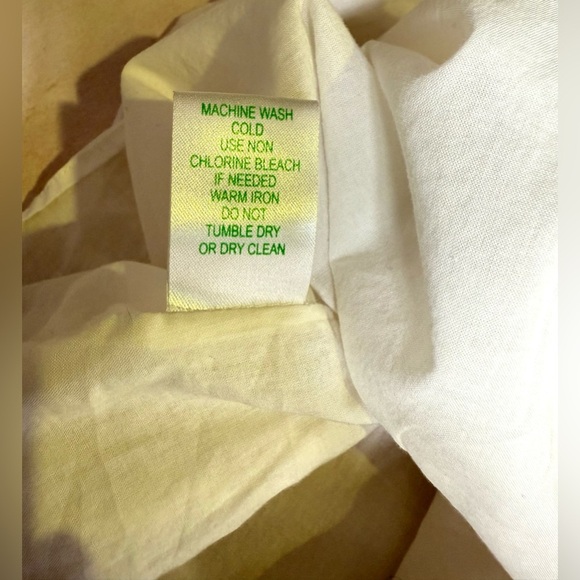 MACHINE WASH
COLD
USE NON
CHLORINE BLEACH
IF NEEDED
WARM IRON
DO NOT
TUMBLE DRY
OR DRY CLEAN